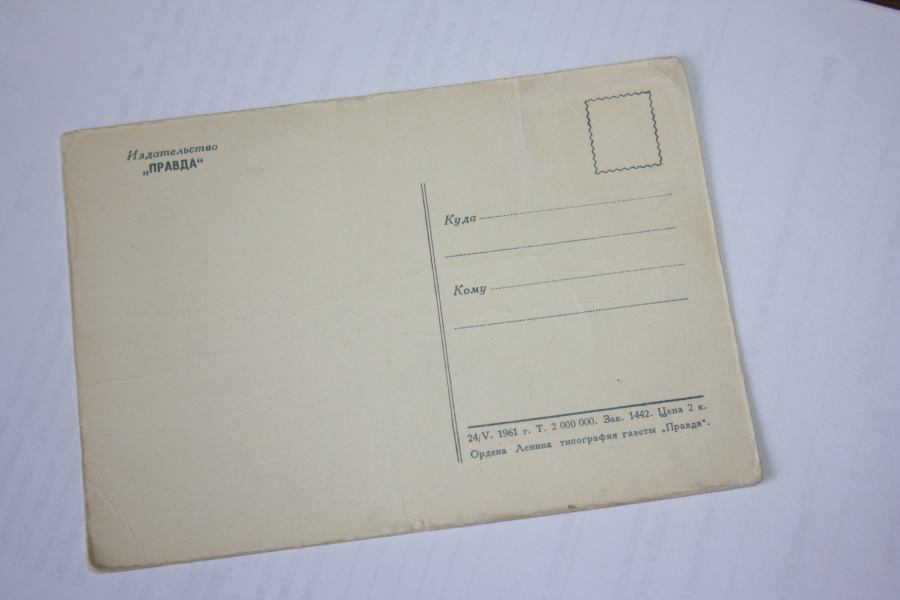 Издательство
„ПРАВДА“
Куда
Кому
24/V. 1961 г. Т. 2 000 000. Зак. 1442. Цена 2 к.
Ордена Ленина типография газеты „Правда“.